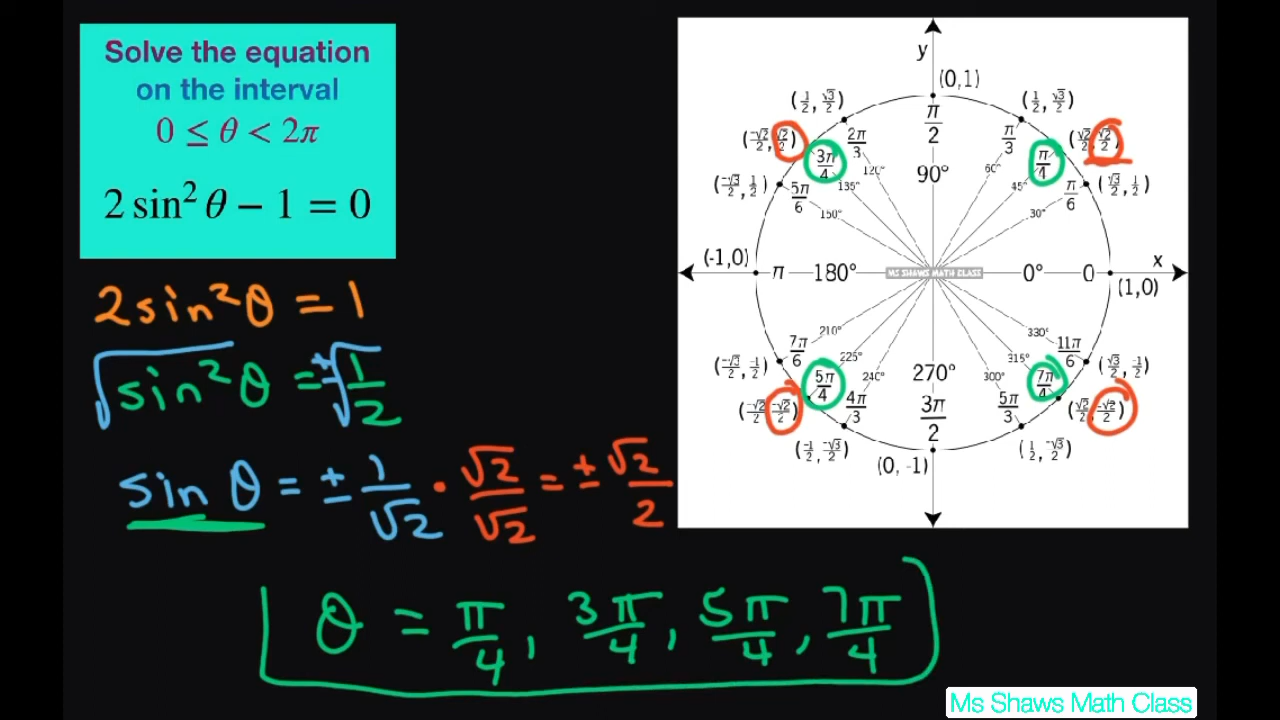 Solve the equation
on the interval
0 ≤ θ < 2π
2 sin² θ − 1 = 0
2sin²θ = 1
√sin²θ = ±√1/2
sin θ = ± 1/√2 • √2/√2 = ± √2/2
θ = π/4, 3π/4, 5π/4, 7π/4
y
(0,1)
(1/2, √3/2)
(1/2, √3/2)
π/2
2π/3
π/3
(-√2/2, √2/2)
(√2/2, √2/2)
3π/4
π/4
90°
120°
60°
135°
45°
(-√3/2, 1/2)
(√3/2, 1/2)
5π/6
π/6
150°
30°
(-1,0)
π
180°
MS SHAWS MATH CLASS
0°
0
x
(1,0)
210°
330°
7π/6
11π/6
225°
315°
(-√3/2, -1/2)
(√3/2, -1/2)
5π/4
7π/4
240°
270°
300°
(-√2/2, -√2/2)
(√2/2, -√2/2)
4π/3
3π/2
5π/3
(-1/2, -√3/2)
(1/2, -√3/2)
(0, -1)
Ms Shaws Math Class